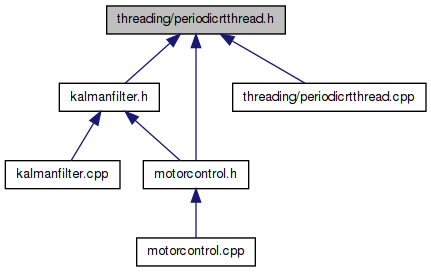 threading/periodicrtthread.h
kalmanfilter.h
threading/periodicrtthread.cpp
kalmanfilter.cpp
motorcontrol.h
motorcontrol.cpp